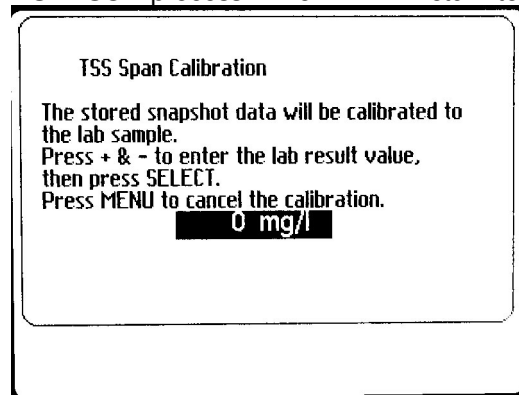 TSS Span Calibration
The stored snapshot data will be calibrated to
the lab sample.
Press + & - to enter the lab result value,
then press SELECT.
Press MENU to cancel the calibration.
0 mg/l